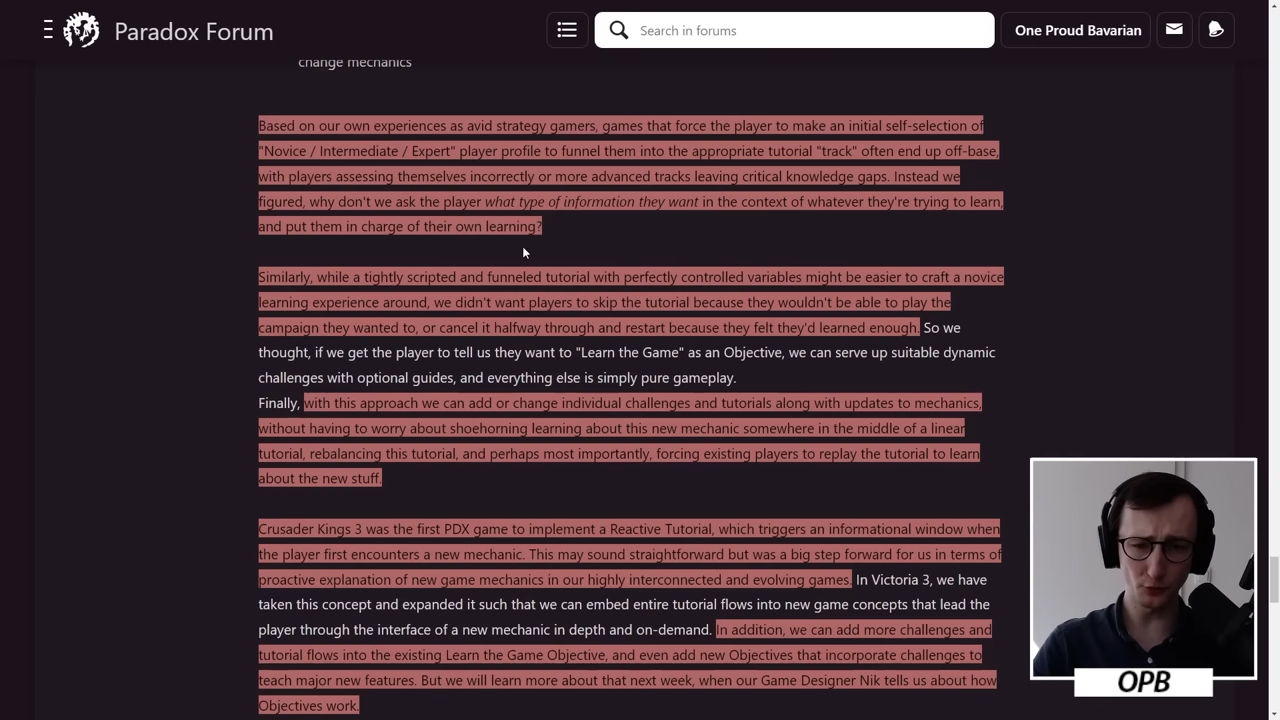 Paradox Forum
Search in forums
One Proud Bavarian
change mechanics
Based on our own experiences as avid strategy gamers, games that force the player to make an initial self-selection of
"Novice / Intermediate / Expert" player profile to funnel them into the appropriate tutorial "track" often end up off-base,
with players assessing themselves incorrectly or more advanced tracks leaving critical knowledge gaps. Instead we
figured, why don't we ask the player what type of information they want in the context of whatever they're trying to learn,
and put them in charge of their own learning?
Similarly, while a tightly scripted and funneled tutorial with perfectly controlled variables might be easier to craft a novice
learning experience around, we didn't want players to skip the tutorial because they wouldn't be able to play the
campaign they wanted to, or cancel it halfway through and restart because they felt they'd learned enough. So we
thought, if we get the player to tell us they want to "Learn the Game" as an Objective, we can serve up suitable dynamic
challenges with optional guides, and everything else is simply pure gameplay.
Finally, with this approach we can add or change individual challenges and tutorials along with updates to mechanics,
without having to worry about shoehorning learning about this new mechanic somewhere in the middle of a linear
tutorial, rebalancing this tutorial, and perhaps most importantly, forcing existing players to replay the tutorial to learn
about the new stuff.
Crusader Kings 3 was the first PDX game to implement a Reactive Tutorial, which triggers an informational window when
the player first encounters a new mechanic. This may sound straightforward but was a big step forward for us in terms of
proactive explanation of new game mechanics in our highly interconnected and evolving games. In Victoria 3, we have
taken this concept and expanded it such that we can embed entire tutorial flows into new game concepts that lead the
player through the interface of a new mechanic in depth and on-demand. In addition, we can add more challenges and
tutorial flows into the existing Learn the Game Objective, and even add new Objectives that incorporate challenges to
teach major new features. But we will learn more about that next week, when our Game Designer Nik tells us about how
Objectives work.
OPB